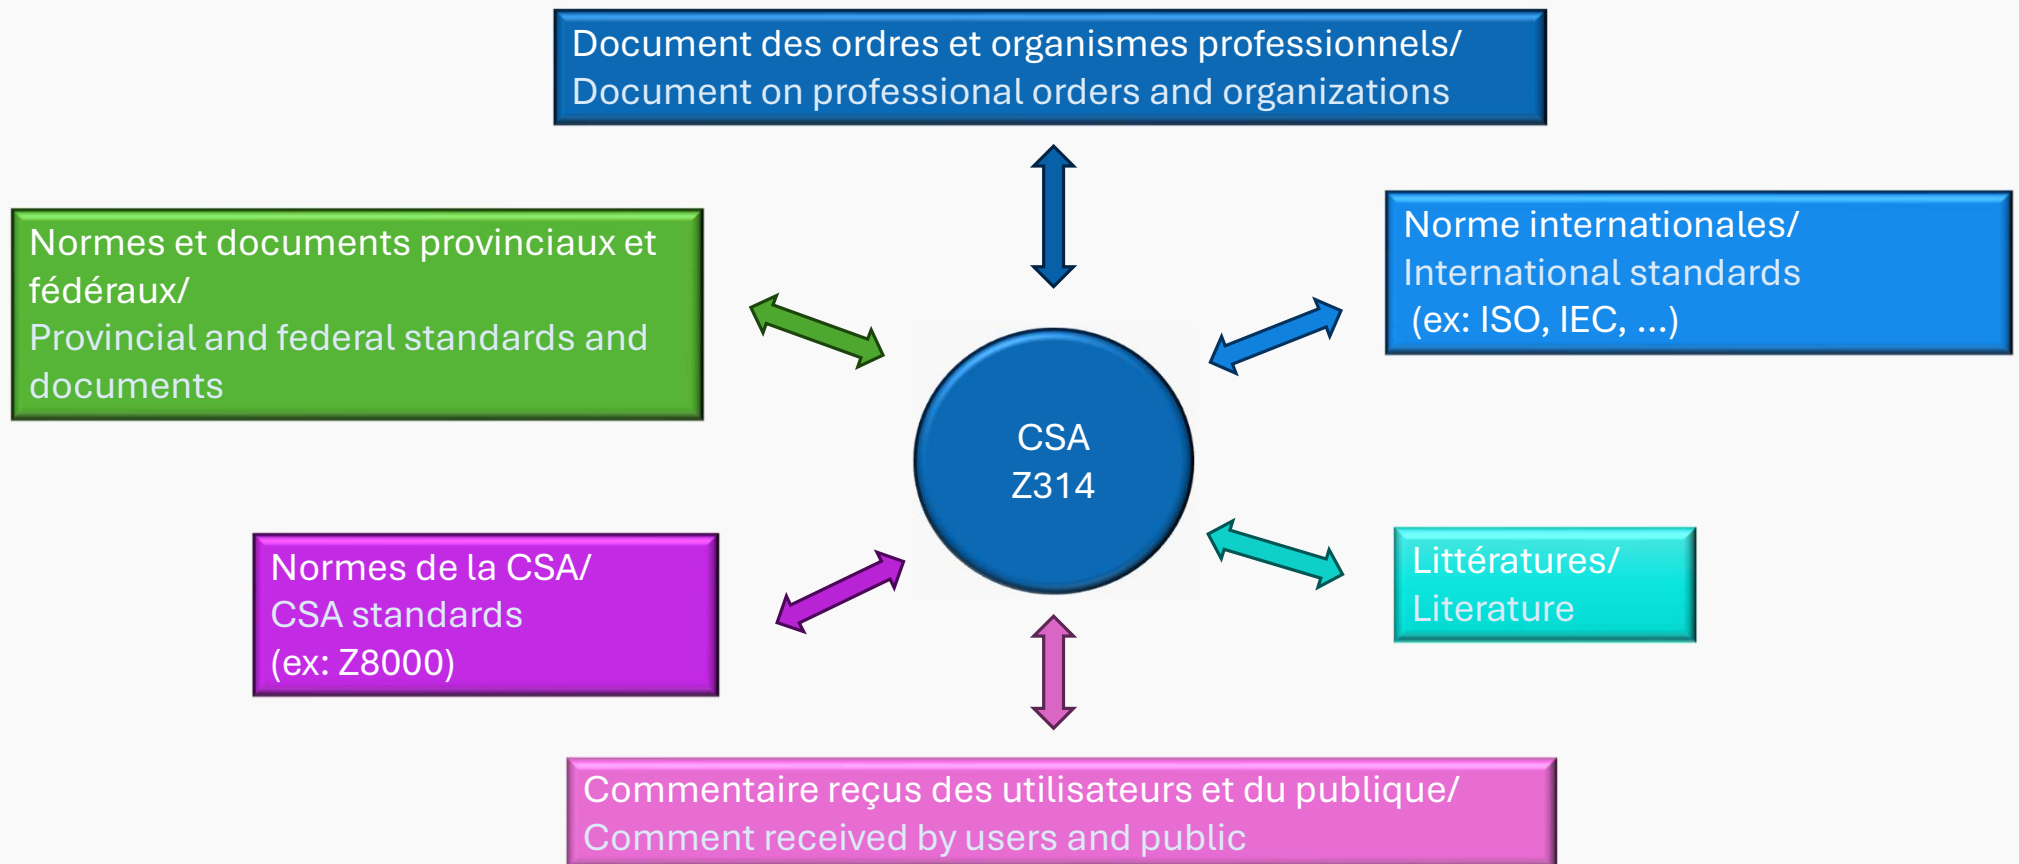 Document des ordres et organismes professionnels/
Document on professional orders and organizations
Normes et documents provinciaux et
fédéraux/
Provincial and federal standards and
documents
Norme internationales/
International standards
(ex: ISO, IEC, ...)
CSA
Z314
Normes de la CSA/
CSA standards
(ex: Z8000)
Littératures/
Literature
Commentaire reçus des utilisateurs et du publique/
Comment received by users and public